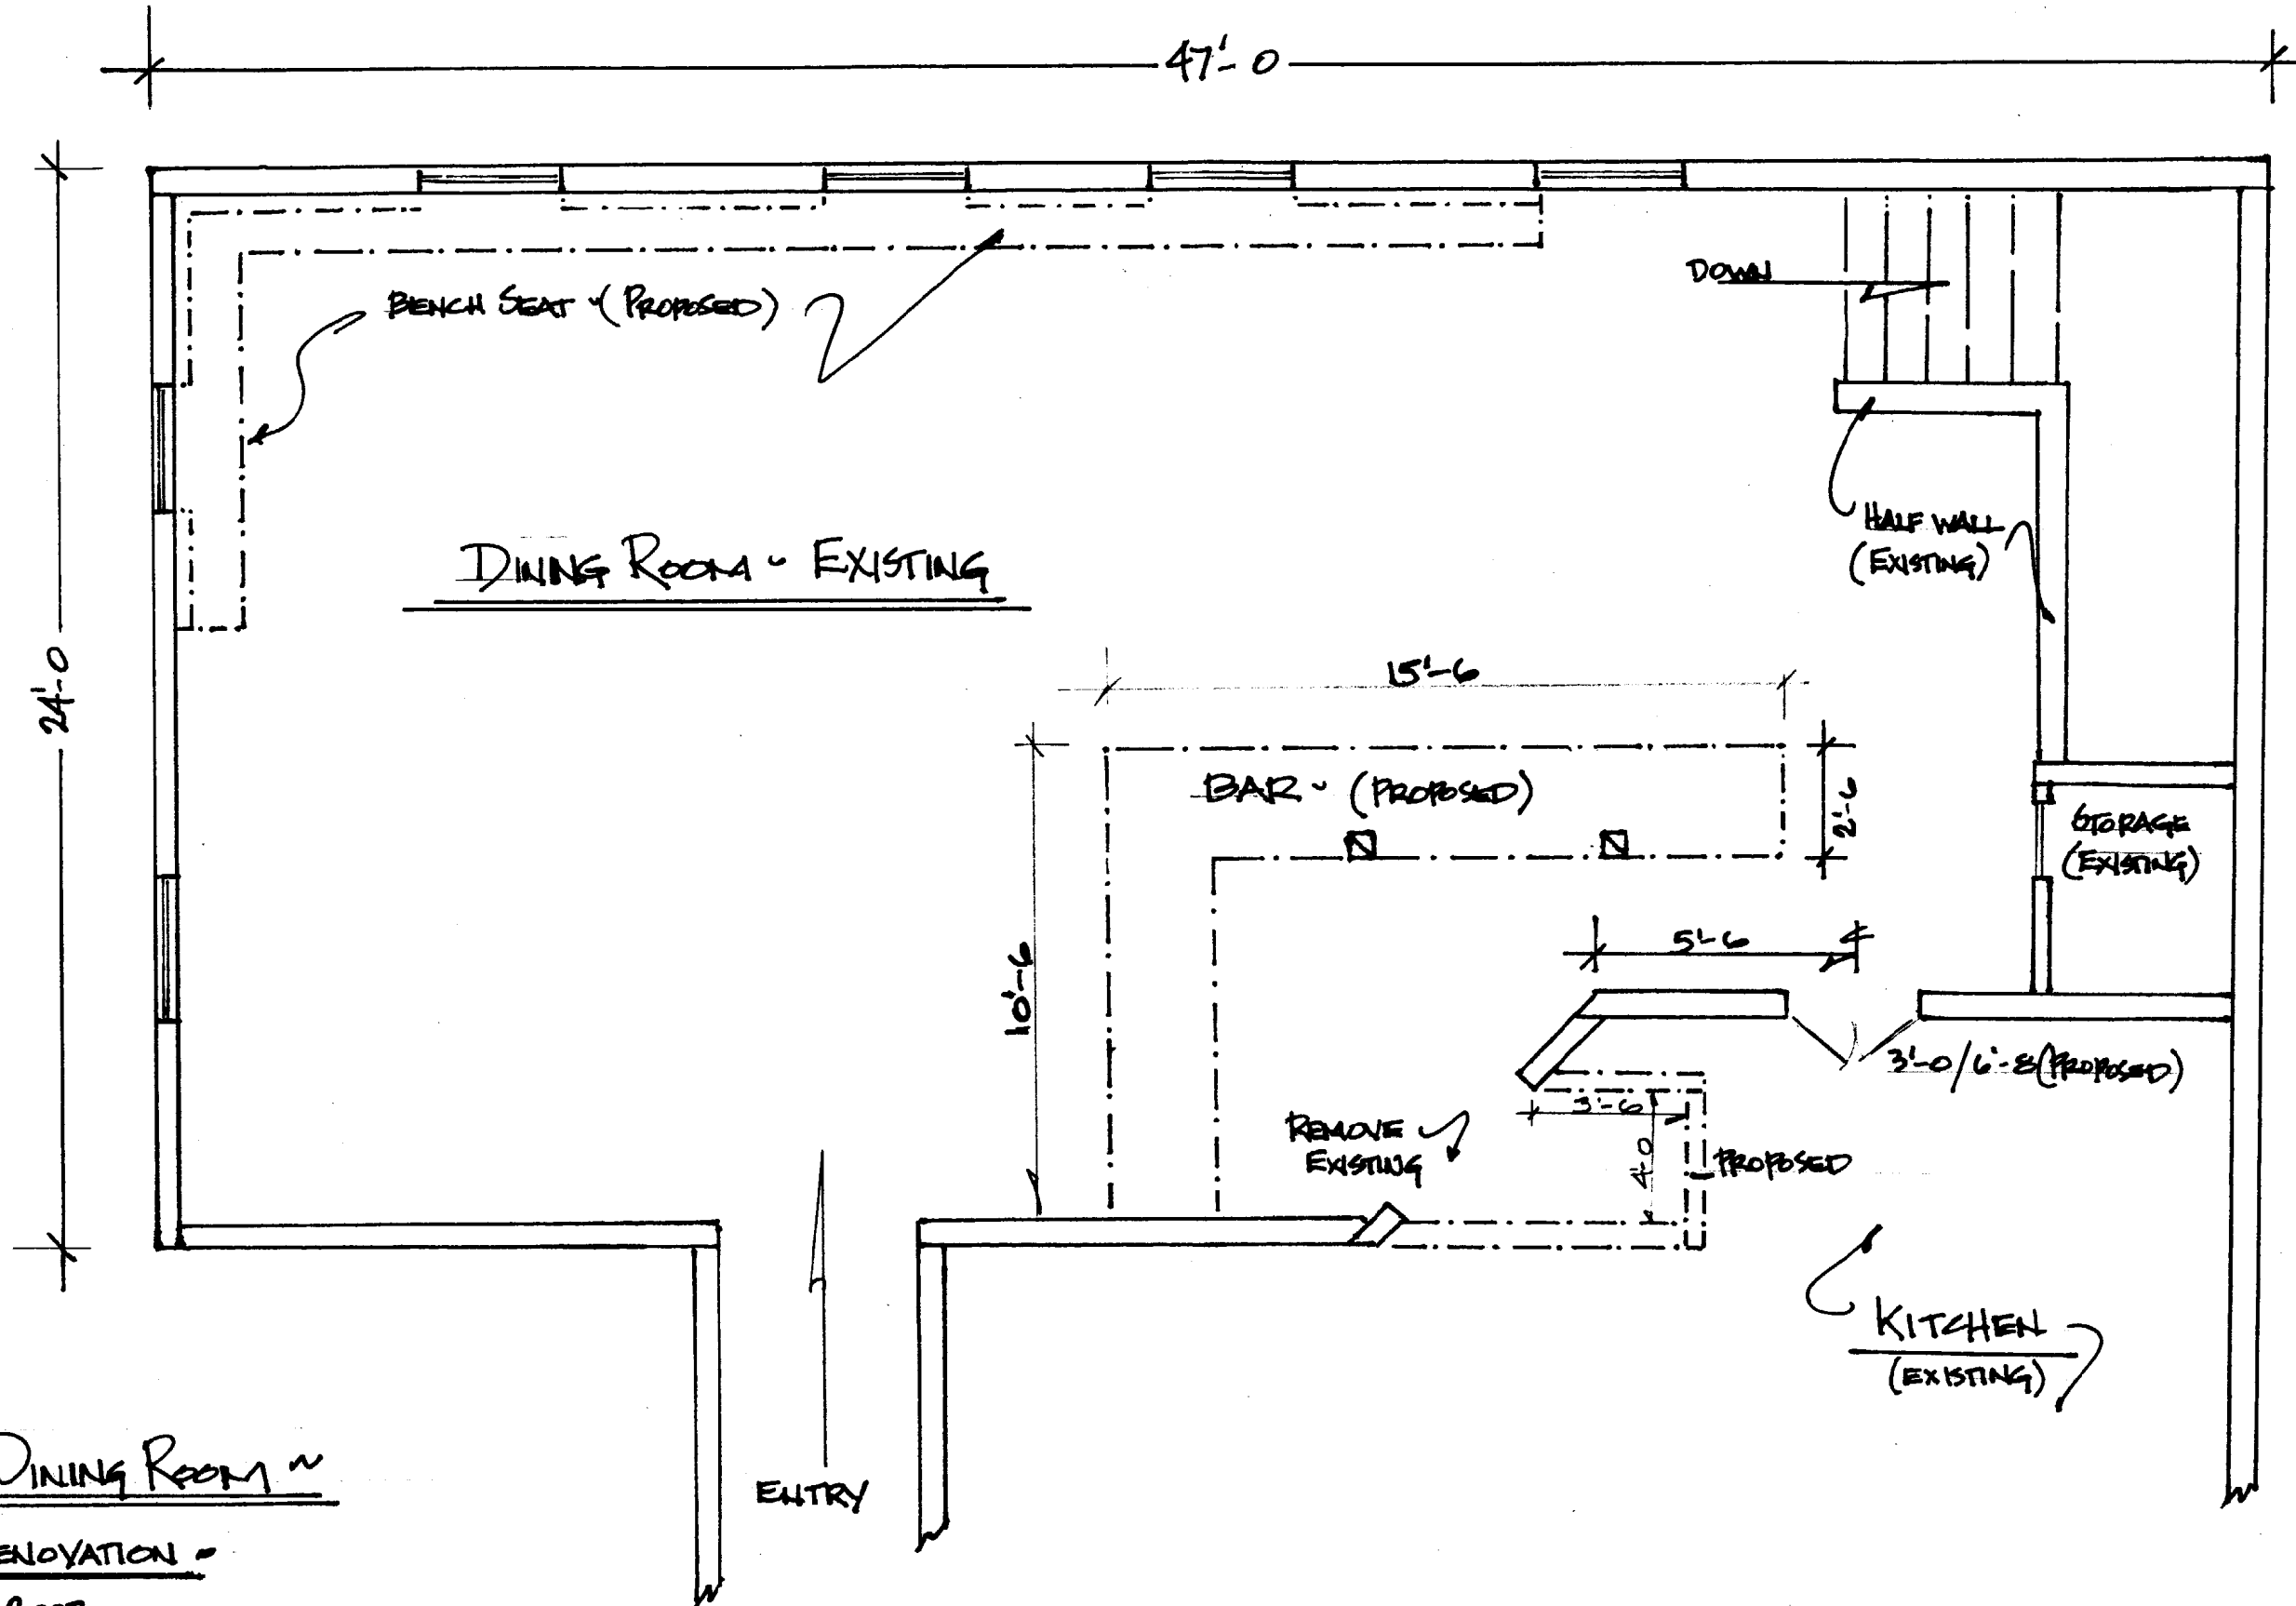 47'-0
DOWN
BENCH SEAT ~ (PROPOSED)
HALF WALL
(EXISTING)
DINING ROOM ~ EXISTING
24'-0
15'-6
BAR ~ (PROPOSED)
2'-6
STORAGE
(EXISTING)
5'-6
10'-6
3'-0/6'-8 (PROPOSED)
3'-6
REMOVE
EXISTING
4'-0
PROPOSED
KITCHEN
(EXISTING)
ENTRY
DINING ROOM ~
ENOVATION ~